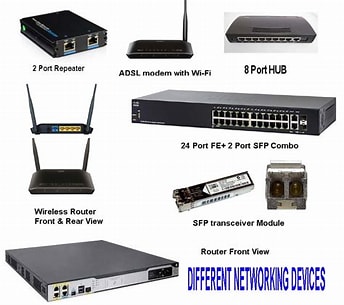 2 Port Repeater
ADSL modem with Wi-Fi
8 Port HUB
24 Port FE+ 2 Port SFP Combo
Wireless Router
Front & Rear View
SFP transceiver Module
Router Front View
DIFFERENT NETWORKING DEVICES